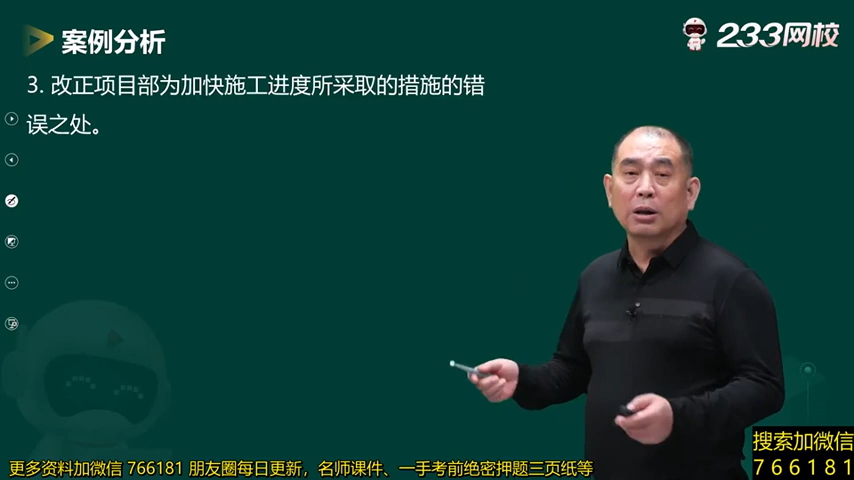 案例分析
233网校
3. 改正项目部为加快施工进度所采取的措施的错
误之处。
搜索加微信
766181
更多资料加微信 766181 朋友圈每日更新，名师课件、一手考前绝密押题三页纸等